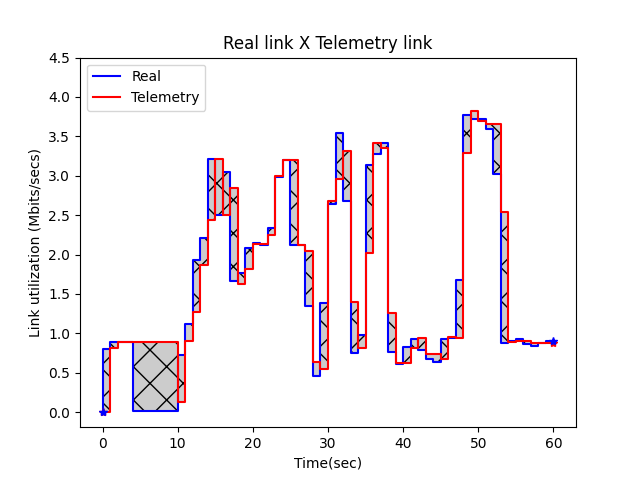 Real link X Telemetry link
Real
Telemetry
Link utilization (Mbits/secs)
4.5
4.0
3.5
3.0
2.5
2.0
1.5
1.0
0.5
0.0
0 10 20 30 40 50 60
Time(sec)